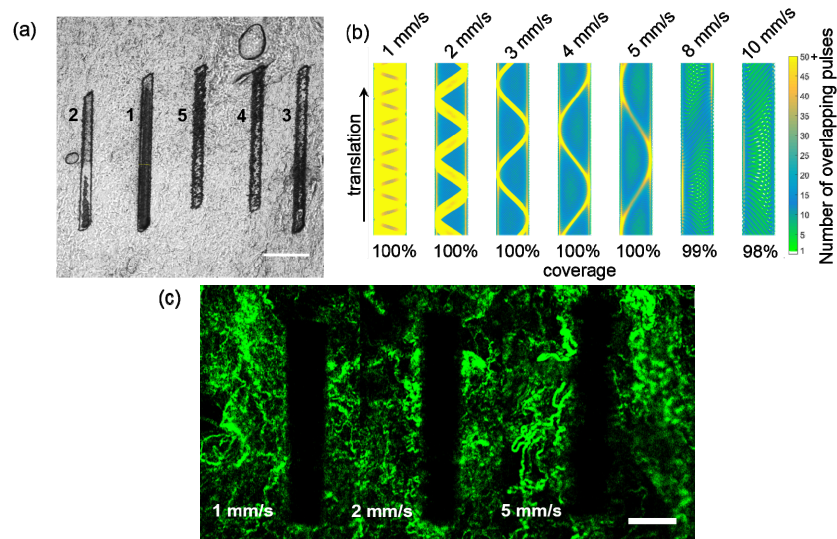 (a)
2
1
5
4
3
(b)
1 mm/s
2 mm/s
3 mm/s
4 mm/s
5 mm/s
8 mm/s
10 mm/s
translation
100%
100%
100%
100%
100%
99%
98%
coverage
50+
45
40
35
30
25
20
15
10
5
1
Number of overlapping pulses
(c)
1 mm/s
2 mm/s
5 mm/s